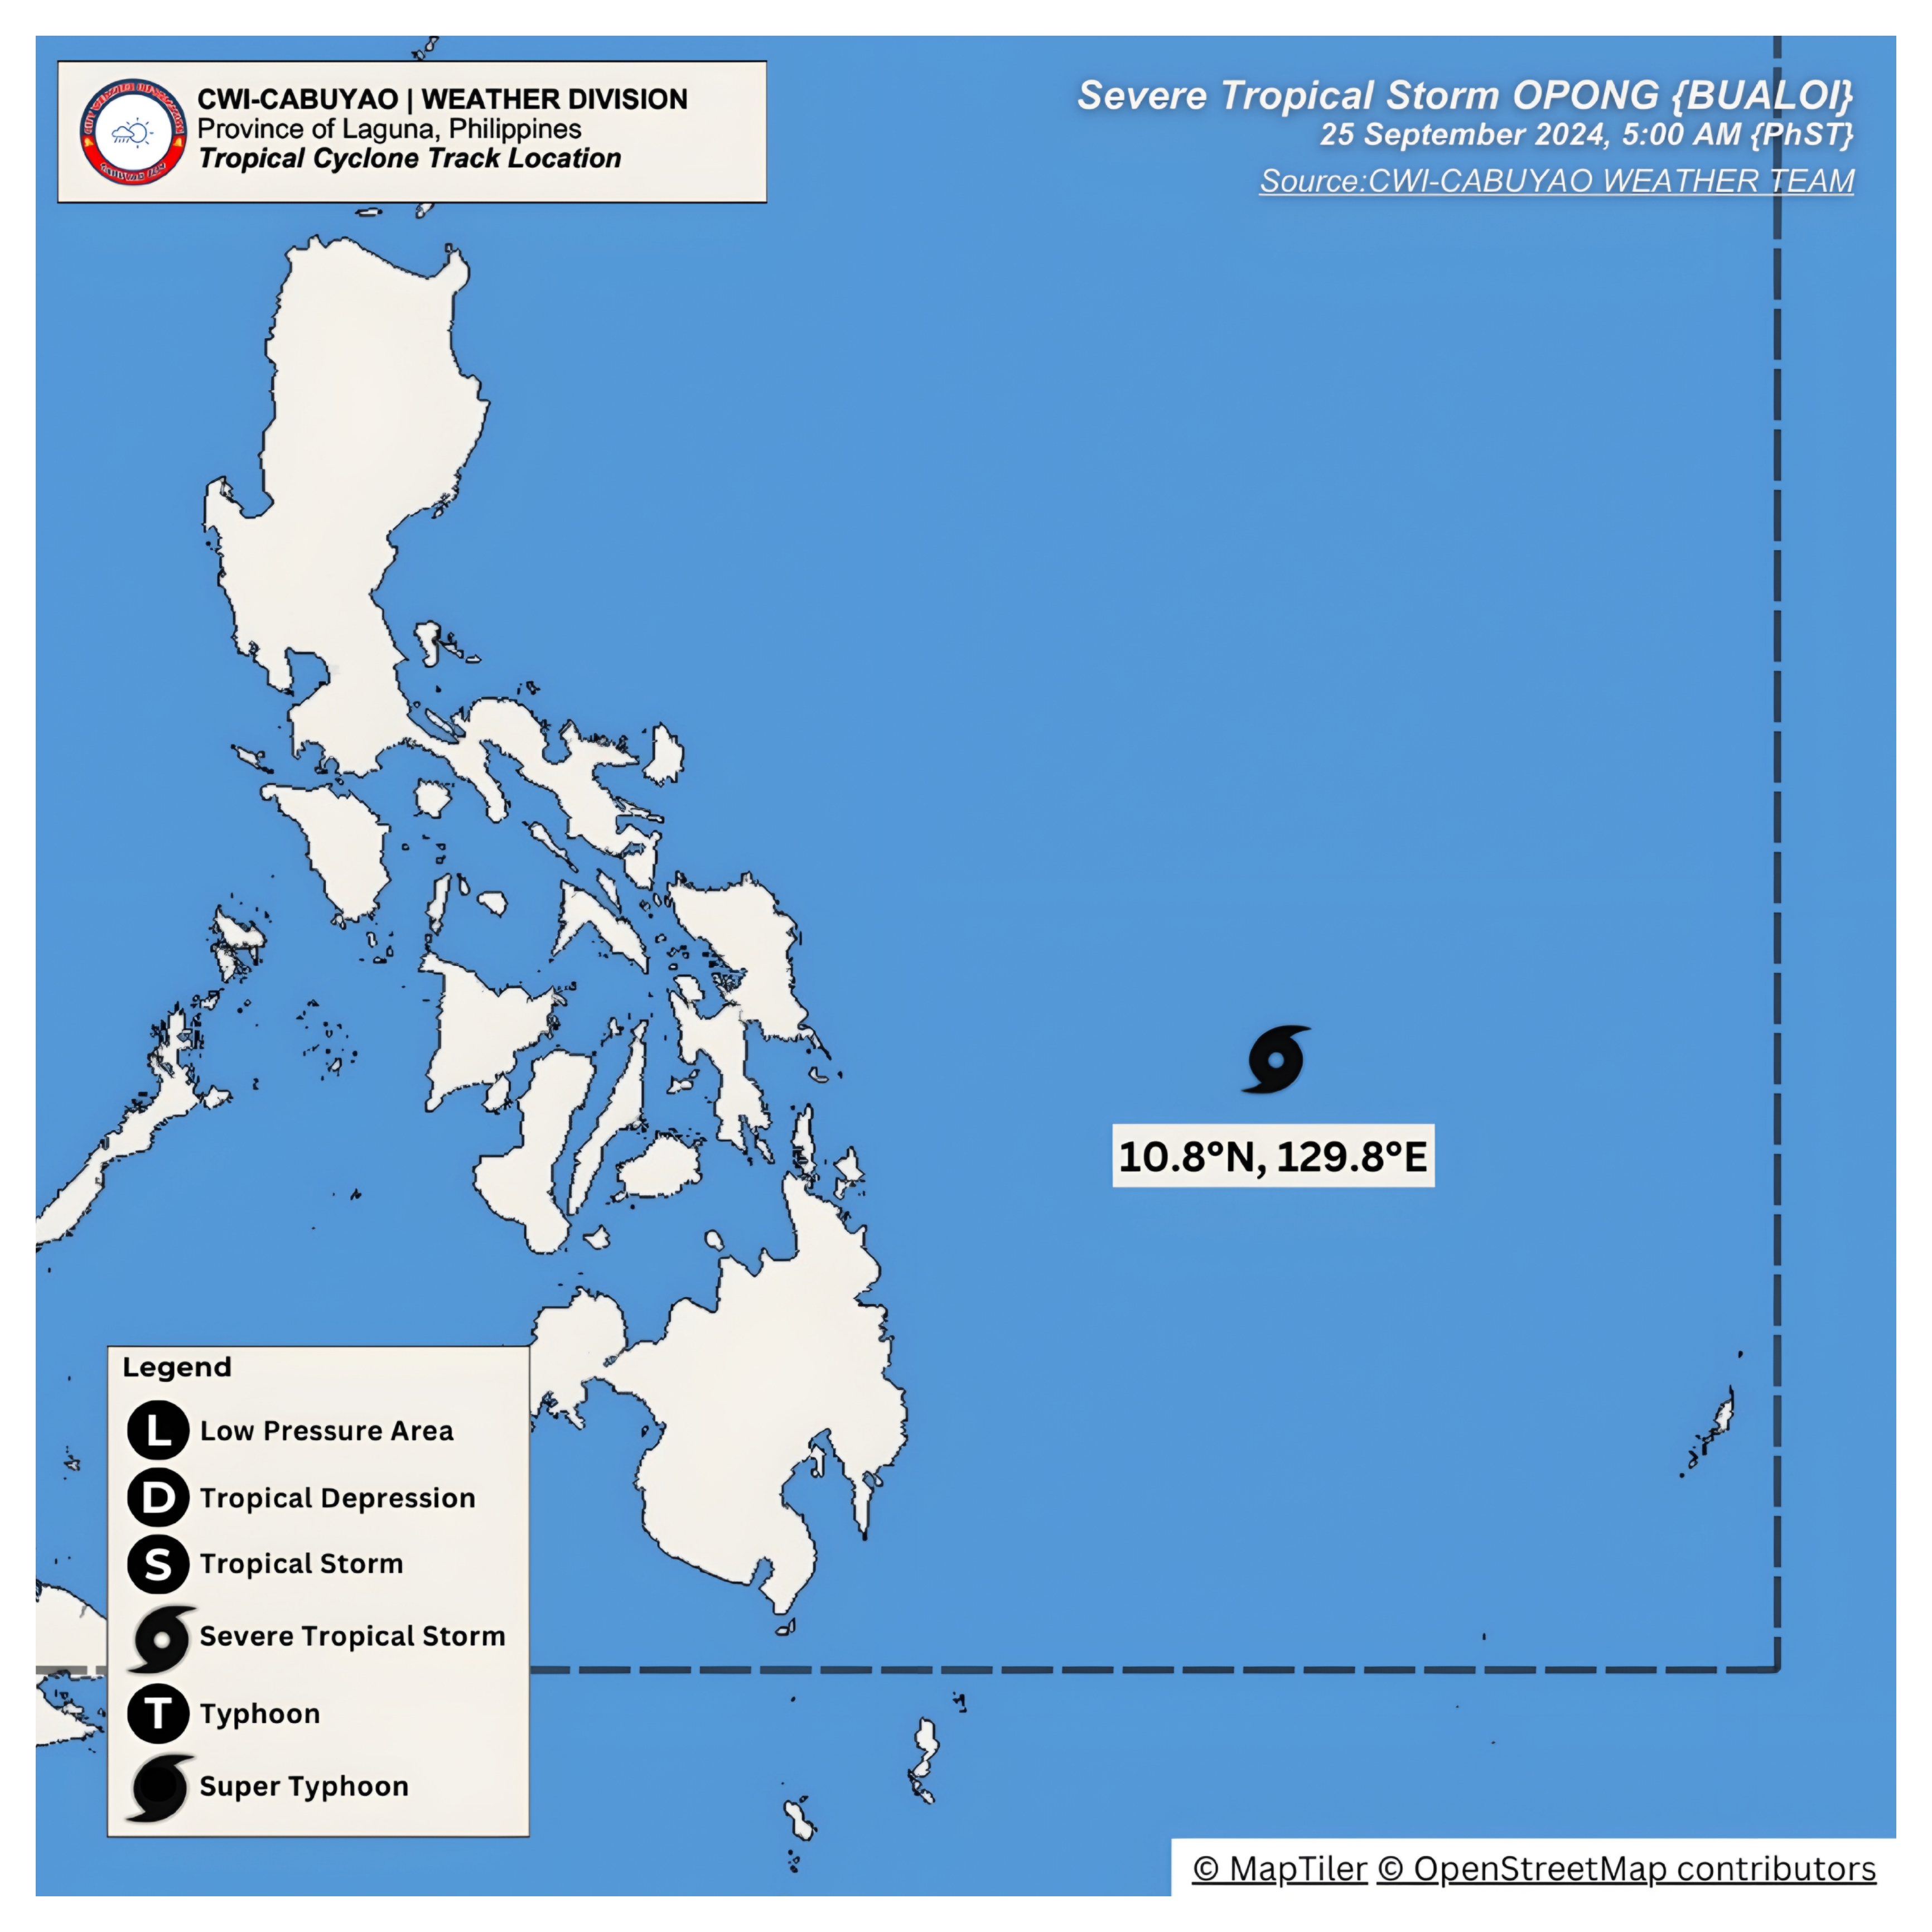 CWI-CABUYAO | WEATHER DIVISION
Province of Laguna, Philippines
Tropical Cyclone Track Location
Severe Tropical Storm OPONG {BUALOI}
25 September 2024, 5:00 AM {PhST}
Source:CWI-CABUYAO WEATHER TEAM
10.8°N, 129.8°E
Legend
L Low Pressure Area
D Tropical Depression
S Tropical Storm
Severe Tropical Storm
T Typhoon
Super Typhoon
© MapTiler © OpenStreetMap contributors